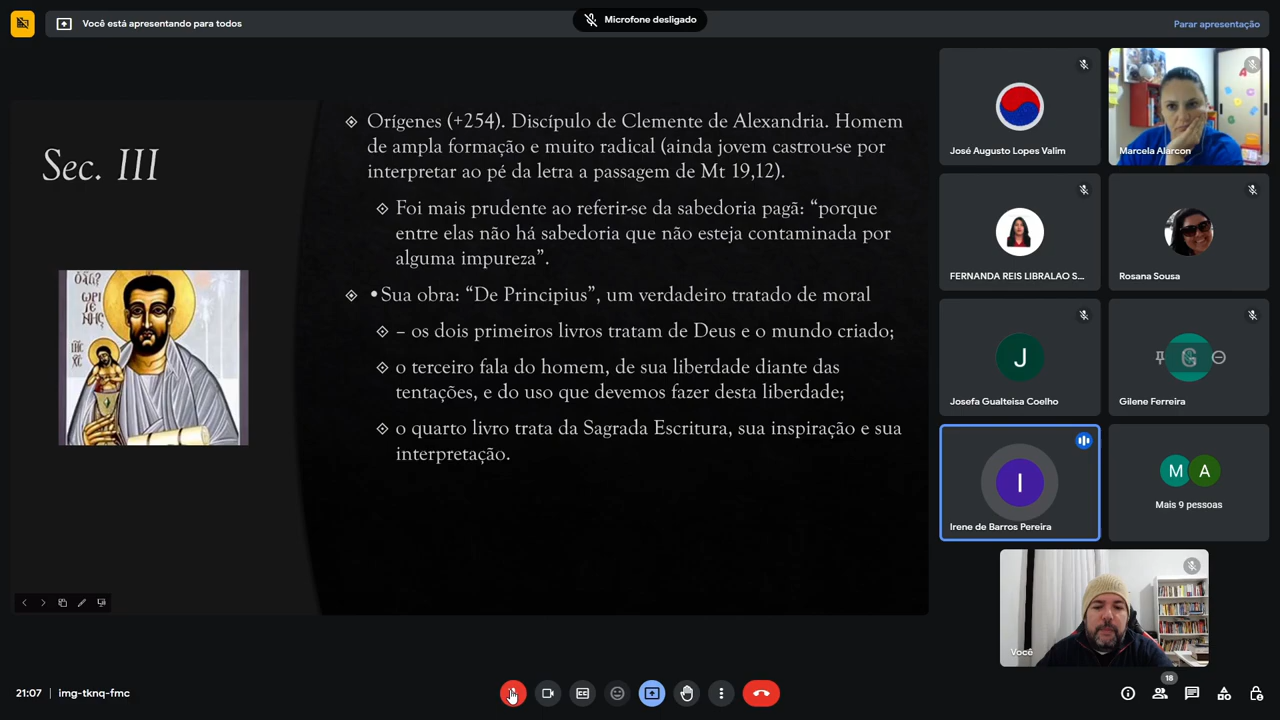 Você está apresentando para todos
Microfone desligado
Parar apresentação
Sec. III
Orígenes (+254). Discípulo de Clemente de Alexandria. Homem
de ampla formação e muito radical (ainda jovem castrou-se por
interpretar ao pé da letra a passagem de Mt 19,12).
Foi mais prudente ao referir-se da sabedoria pagã: “porque
entre elas não há sabedoria que não esteja contaminada por
alguma impureza”.
•Sua obra: “De Principius”, um verdadeiro tratado de moral
– os dois primeiros livros tratam de Deus e o mundo criado;
o terceiro fala do homem, de sua liberdade diante das
tentações, e do uso que devemos fazer desta liberdade;
o quarto livro trata da Sagrada Escritura, sua inspiração e sua
interpretação.
José Augusto Lopes Valim
Marcela Alarcon
FERNANDA REIS LIBRALAO S...
Rosana Sousa
J
Josefa Gualteisa Coelho
G
Gilene Ferreira
I
Irene de Barros Pereira
M A
Mais 9 pessoas
Você
21:07
img-tknq-fmc
18